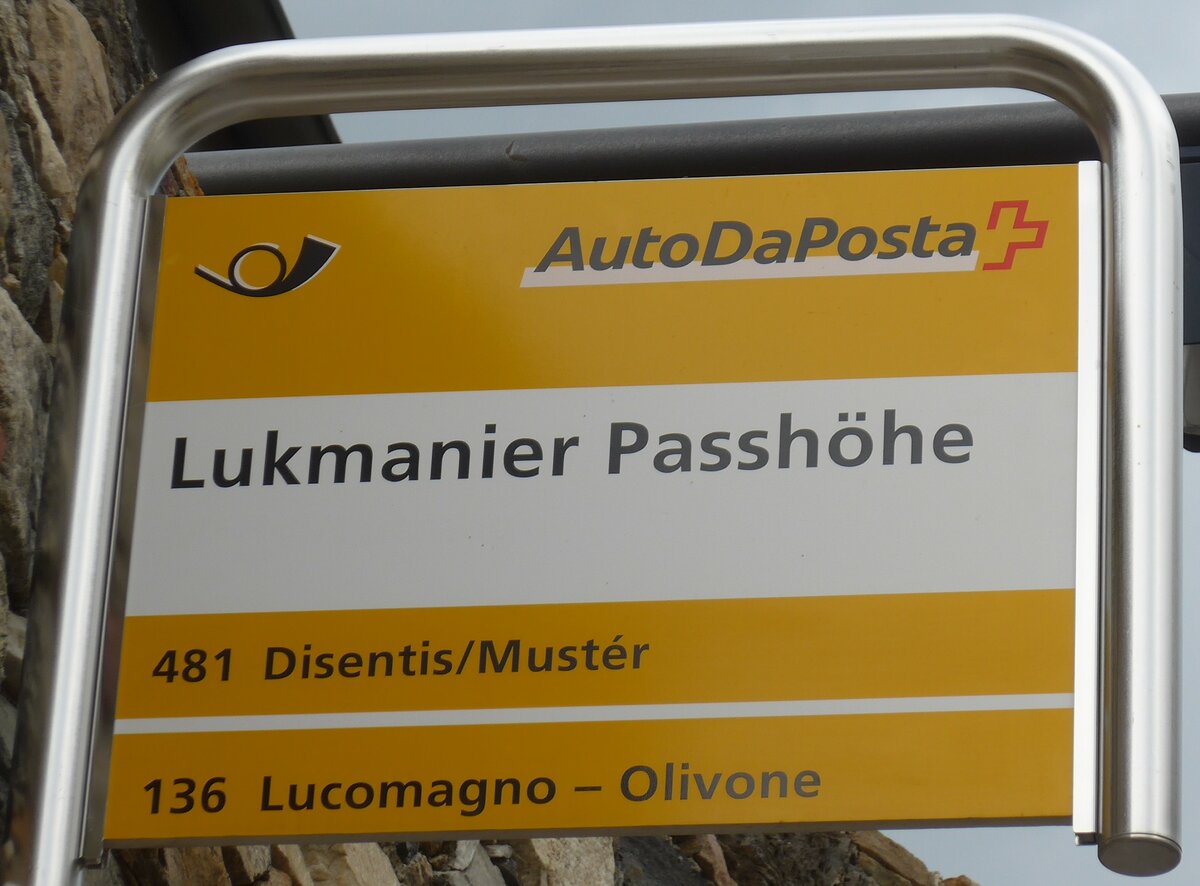 AutoDaPosta
Lukmanier Passhöhe
481 Disentis/Mustér
136 Lucomagno – Olivone